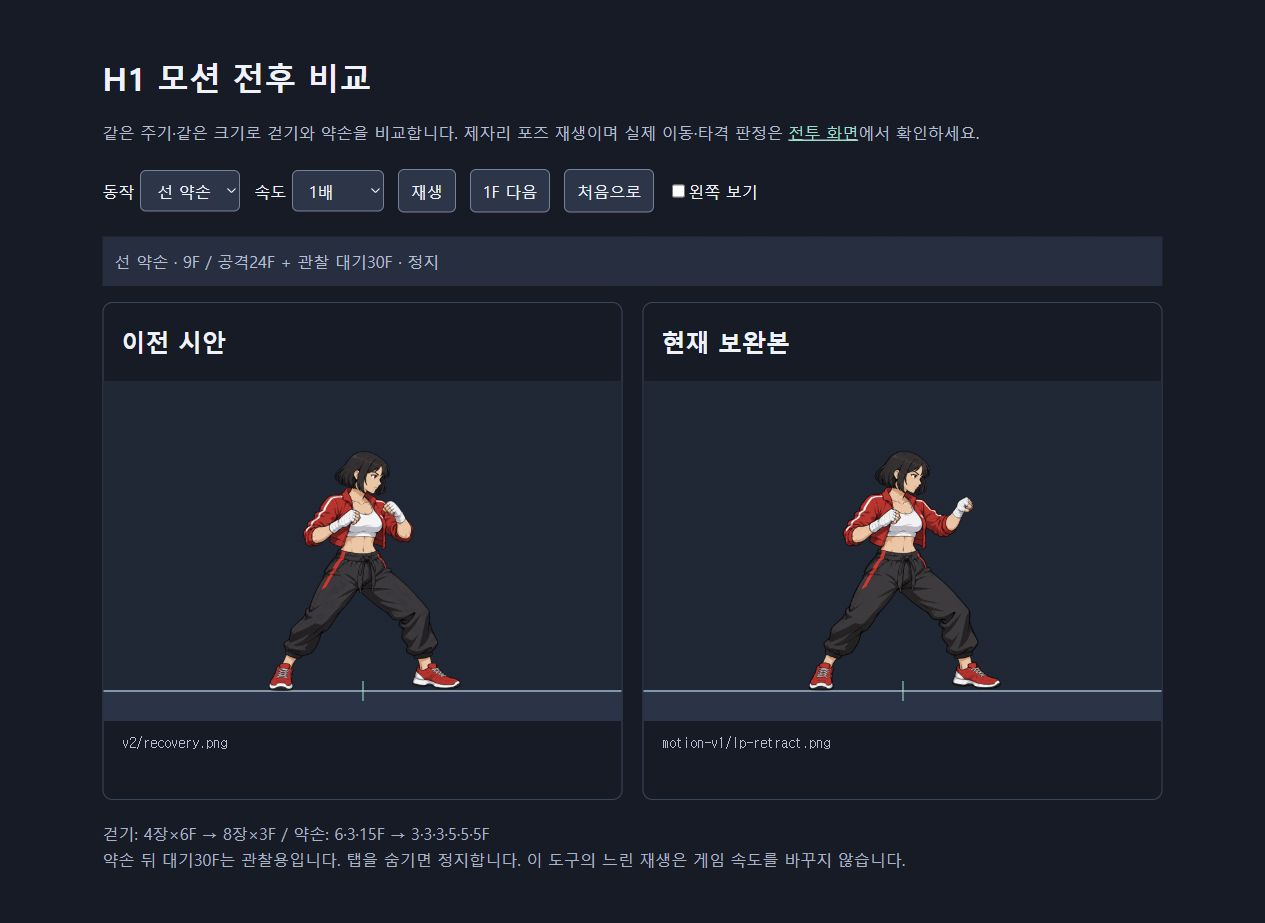 H1 모션 전후 비교
같은 주기·같은 크기로 걷기와 약손을 비교합니다. 제자리 포즈 재생이며 실제 이동·타격 판정은 전투 화면에서 확인하세요.
동작 선 약손 속도 1배 재생 1F 다음 처음으로 왼쪽 보기
선 약손 · 9F / 공격24F + 관찰 대기30F · 정지
이전 시안
현재 보완본
v2/recovery.png
motion-v1/lp-retract.png
걷기: 4장×6F → 8장×3F / 약손: 6·3·15F → 3·3·3·5·5·5F
약손 뒤 대기30F는 관찰용입니다. 탭을 숨기면 정지합니다. 이 도구의 느린 재생은 게임 속도를 바꾸지 않습니다.